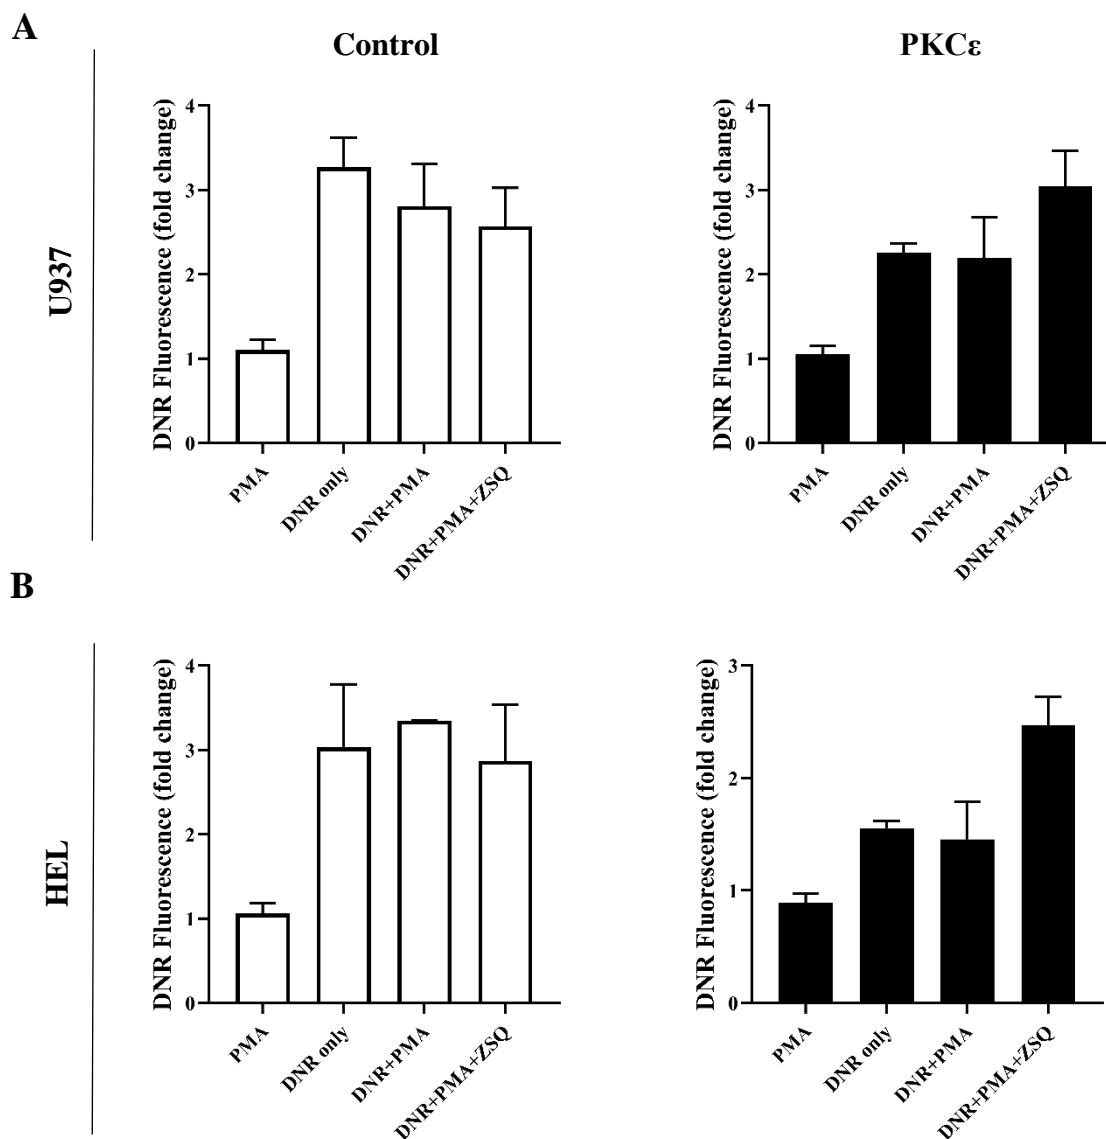 A
Control
PKCε
U937
DNR Fluorescence (fold change)
4
3
2
1
0
PMA
DNR only
DNR+PMA
DNR+PMA+ZSQ
DNR Fluorescence (fold change)
4
3
2
1
0
PMA
DNR only
DNR+PMA
DNR+PMA+ZSQ
B
HEL
DNR Fluorescence (fold change)
4
3
2
1
0
PMA
DNR only
DNR+PMA
DNR+PMA+ZSQ
DNR Fluorescence (fold change)
3
2
1
0
PMA
DNR only
DNR+PMA
DNR+PMA+ZSQ